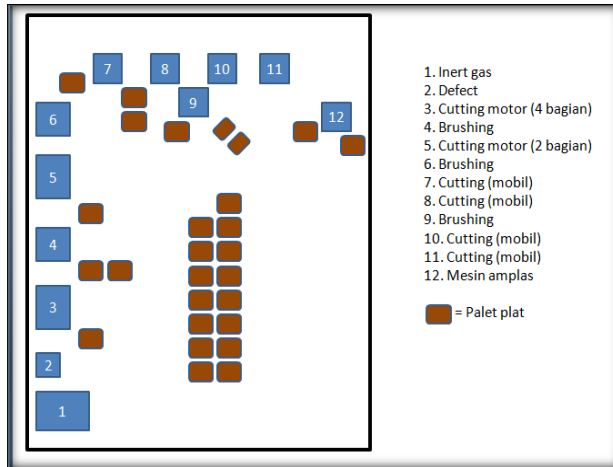 7
8
10
11
9
12
6
5
4
3
2
1
1. Inert gas
2. Defect
3. Cutting motor (4 bagian)
4. Brushing
5. Cutting motor (2 bagian)
6. Brushing
7. Cutting (mobil)
8. Cutting (mobil)
9. Brushing
10. Cutting (mobil)
11. Cutting (mobil)
12. Mesin amplas
= Palet plat